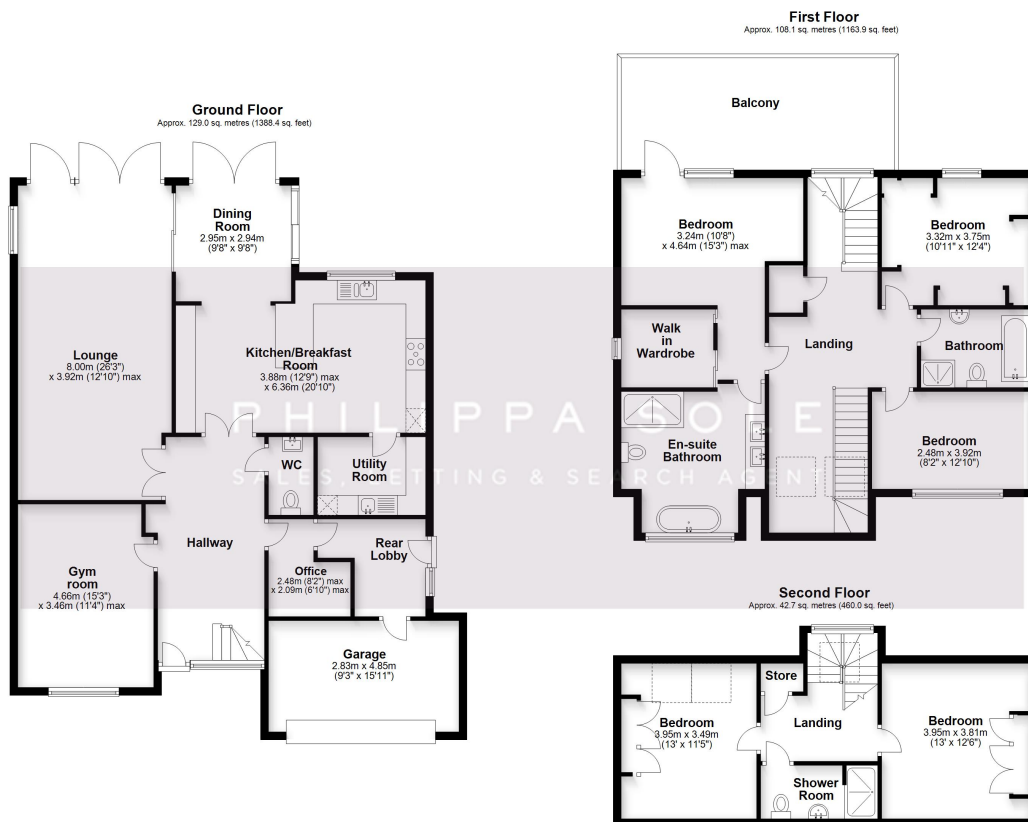 Ground Floor
Approx. 129.0 sq. metres (1388.4 sq. feet)
Dining
Room
2.95m x 2.94m
(9'8" x 9'8")
Lounge
8.00m (26'3")
x 3.92m (12'10") max
Kitchen/Breakfast
Room
3.88m (12'9") max
x 6.36m (20'10")
WC
Utility
Room
Hallway
Rear
Lobby
Office
2.48m (8'2") max
x 2.09m (6'10") max
Gym
room
4.66m (15'3")
x 3.46m (11'4") max
Garage
2.83m x 4.85m
(9'3" x 15'11")
First Floor
Approx. 108.1 sq. metres (1163.9 sq. feet)
Balcony
Bedroom
3.24m (10'8")
x 4.64m (15'3") max
Bedroom
3.32m x 3.75m
(10'11" x 12'4")
Walk
in
Wardrobe
Landing
Bathroom
En-suite
Bathroom
Bedroom
2.48m x 3.92m
(8'2" x 12'10")
Second Floor
Approx. 42.7 sq. metres (460.0 sq. feet)
Store
Bedroom
3.95m x 3.49m
(13' x 11'5")
Landing
Bedroom
3.95m x 3.81m
(13' x 12'6")
Shower
Room
PHILIPPA SOLE
SALES, LETTING & SEARCH AGENT